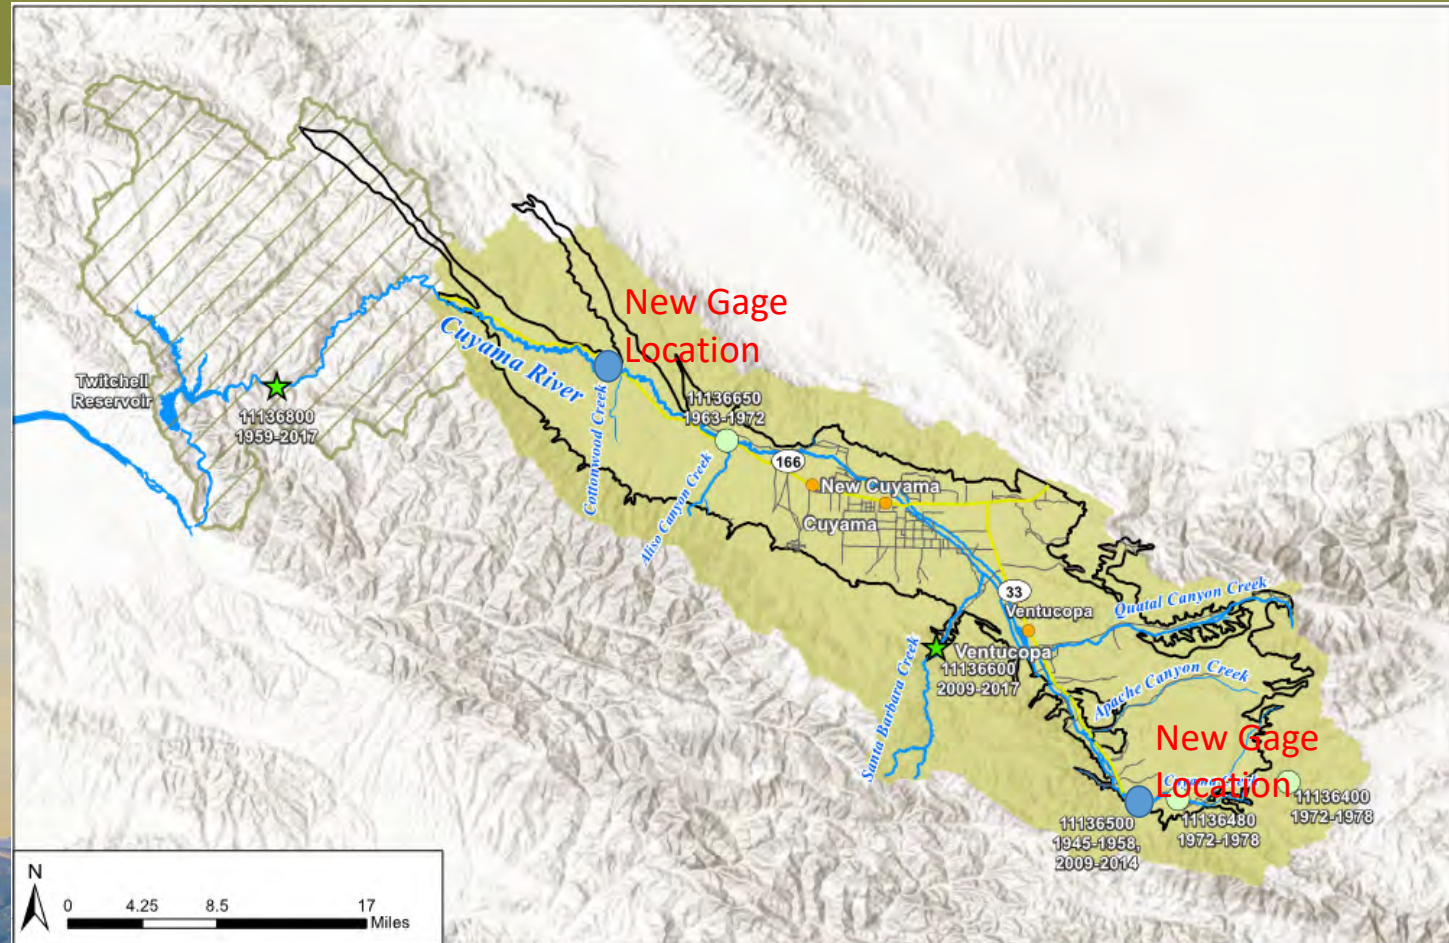 New Gage
Location
Cuyama River
Twitchell
Reservoir
11136800
1959-2017
Cottonwood Creek
11136650
1963-1972
Aliso Canyon Creek
166
New Cuyama
Cuyama
33
Ventucopa
Quatal Canyon Creek
Ventucopa
11136600
2009-2017
Santa Barbara Creek
Apache Canyon Creek
New Gage
Location
11136500
1945-1958,
2009-2014
11136480
1972-1978
11136400
1972-1978
N
0 4.25 8.5 17
Miles